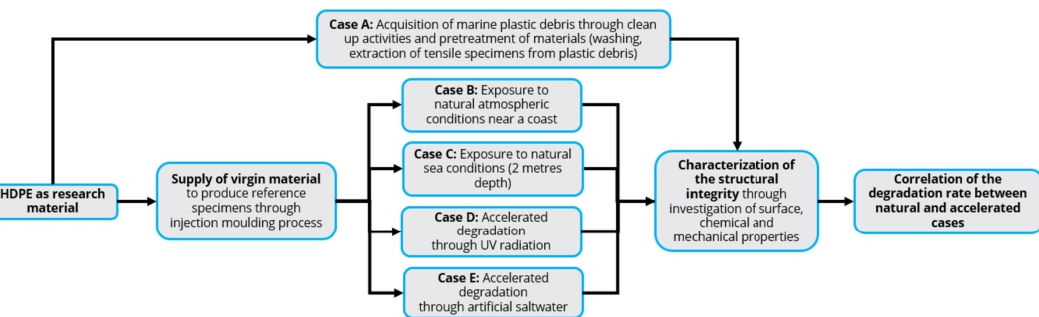 Case A: Acquisition of marine plastic debris through clean
up activities and pretreatment of materials (washing,
extraction of tensile specimens from plastic debris)
Case B: Exposure to
natural atmospheric
conditions near a coast
Case C: Exposure to natural
sea conditions (2 metres
depth)
HDPE as research
material
Supply of virgin material
to produce reference
specimens through
injection moulding process
Case D: Accelerated
degradation
through UV radiation
Case E: Accelerated
degradation
through artificial saltwater
Characterization of
the structural
integrity through
investigation of surface,
chemical and
mechanical properties
Correlation of the
degradation rate between
natural and accelerated
cases